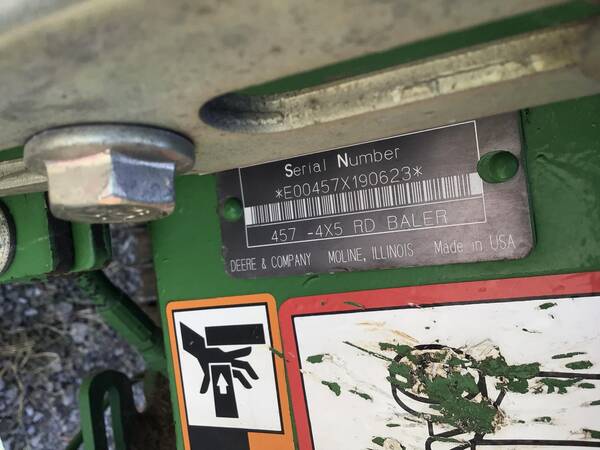 Serial Number
*E00457X190623*
457 -4X5 RD BALER
DEERE & COMPANY MOLINE, ILLINOIS Made in USA